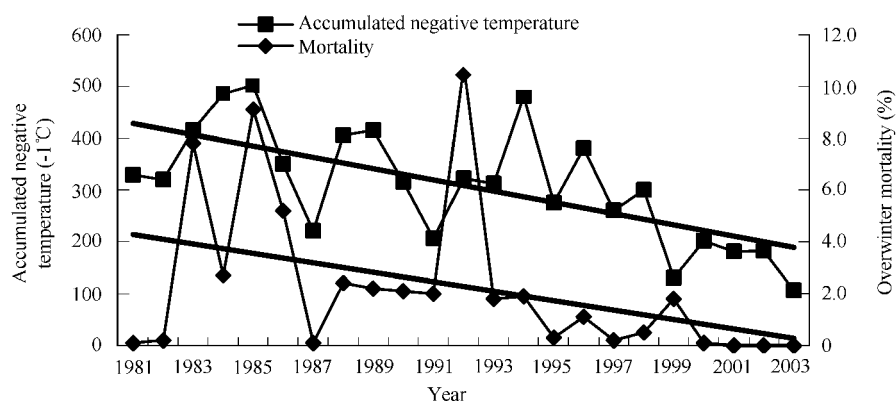 Accumulated negative temperature
Mortality
Accumulated negative
temperature (-1℃)
600
500
400
300
200
100
0
12.0
10.0
8.0
6.0
4.0
2.0
0
Overwinter mortality (%)
1981 1983 1985 1987 1989 1991 1993 1995 1997 1999 2001 2003
Year